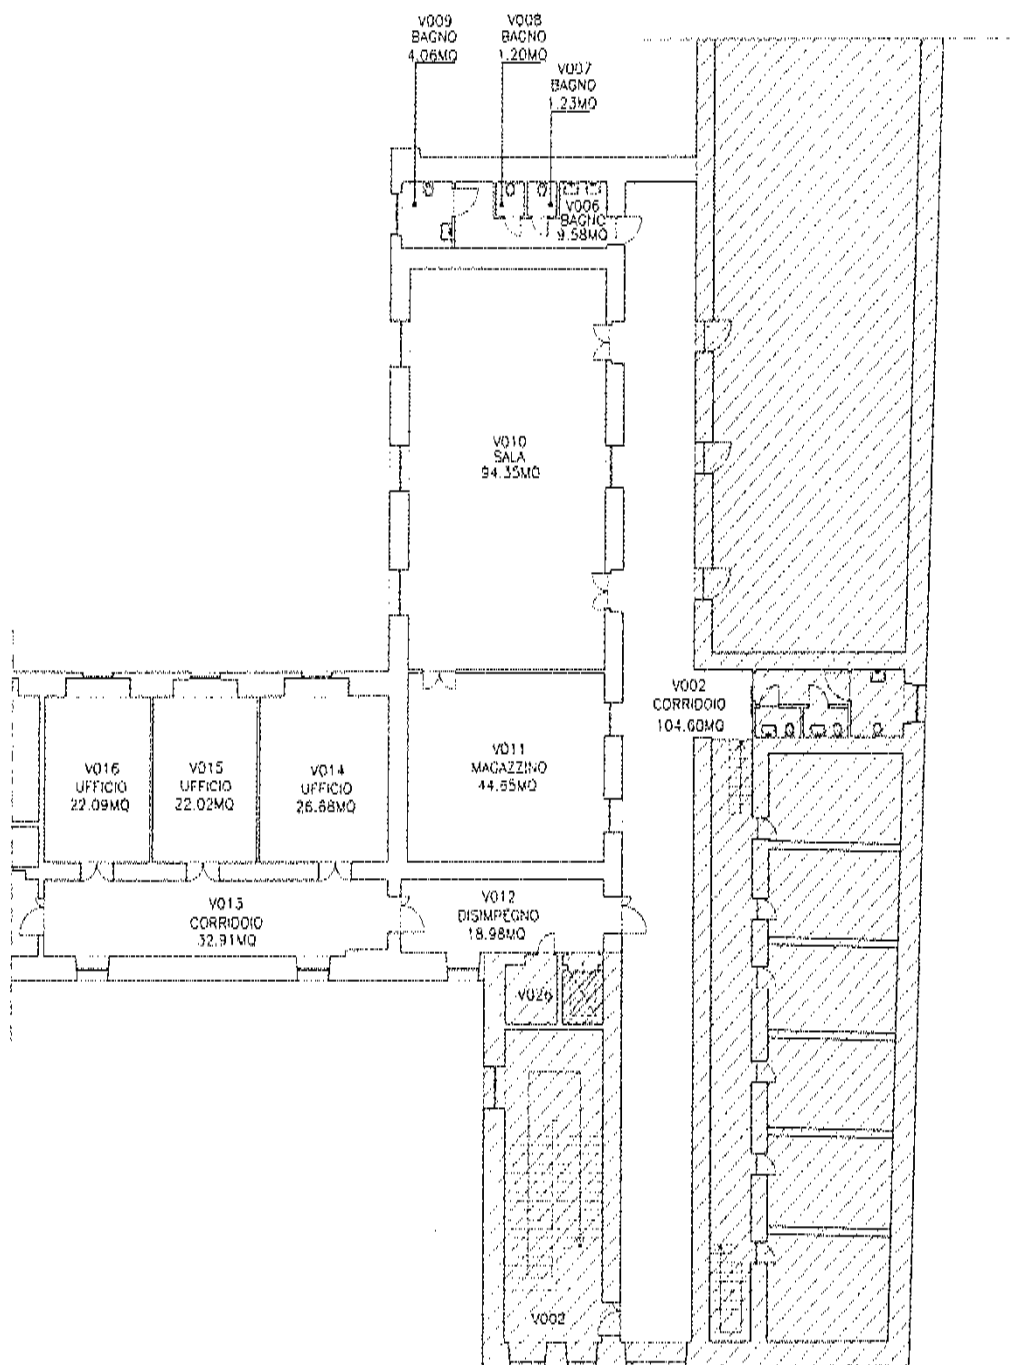 V009
BAGNO
4.06MQ
V008
BAGNO
1.20MQ
V007
BAGNO
1.23MQ
V006
BAGNO
9.58MQ
V010
SALA
94.35MQ
V002
CORRIDOIO
104.60MQ
V011
MAGAZZINO
44.65MQ
V016
UFFICIO
22.09MQ
V015
UFFICIO
22.02MQ
V014
UFFICIO
26.68MQ
V013
CORRIDOIO
32.91MQ
V012
DISIMPEGNO
18.98MQ
V026
V002